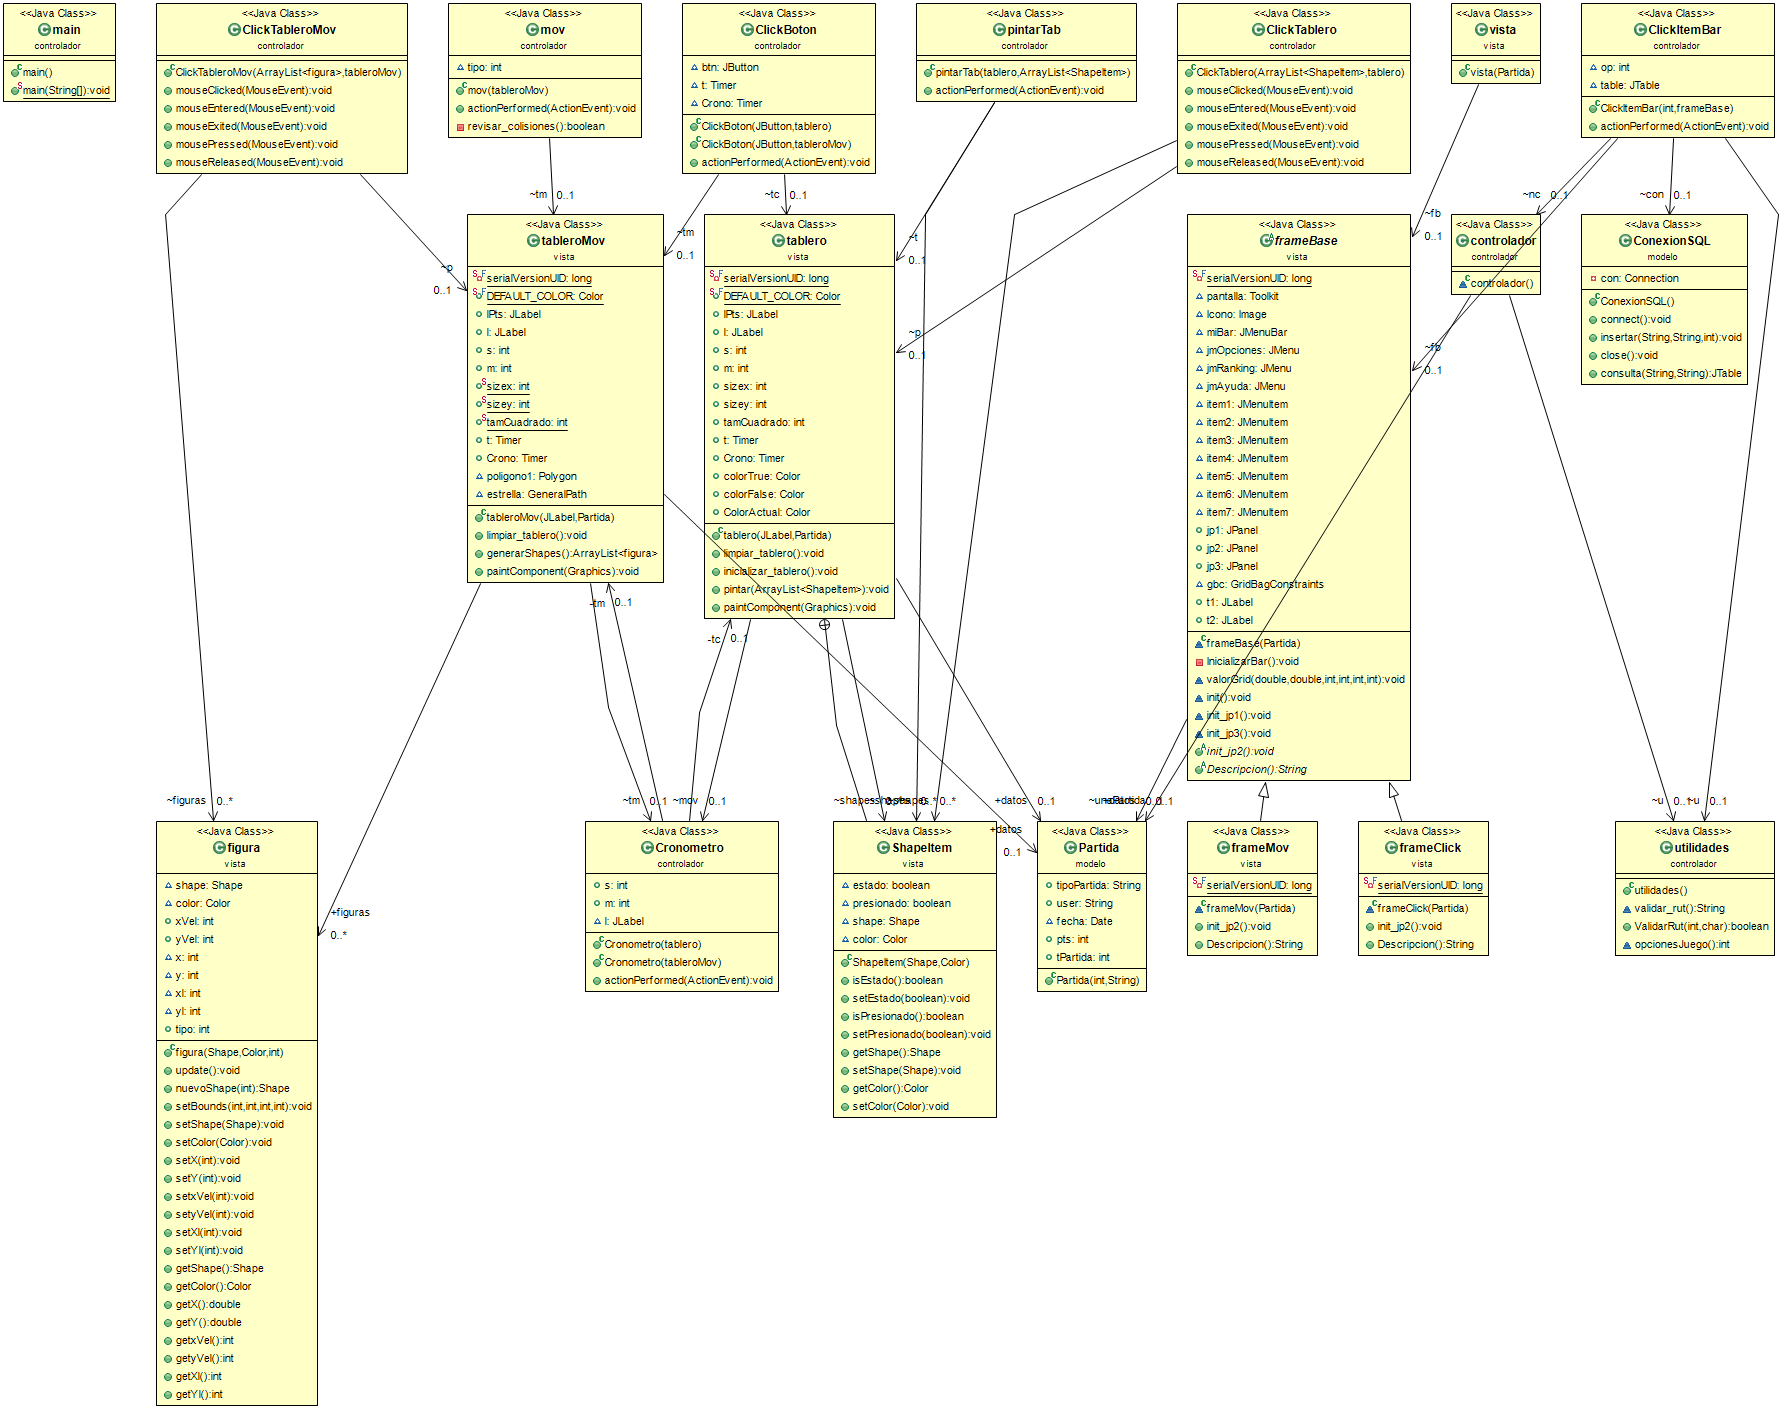 <<Java Class>>
main
controlador
main()
main(String[]):void
<<Java Class>>
ClickTableroMov
controlador
ClickTableroMov(ArrayList<figura>,tableroMov)
mouseClicked(MouseEvent):void
mouseEntered(MouseEvent):void
mouseExited(MouseEvent):void
mousePressed(MouseEvent):void
mouseReleased(MouseEvent):void
<<Java Class>>
mov
controlador
tipo: int
mov(tableroMov)
actionPerformed(ActionEvent):void
revisar_colisiones():boolean
<<Java Class>>
ClickBoton
controlador
btn: JButton
t: Timer
Crono: Timer
ClickBoton(JButton,tablero)
ClickBoton(JButton,tableroMov)
actionPerformed(ActionEvent):void
<<Java Class>>
pintarTab
controlador
pintarTab(tablero,ArrayList<ShapeItem>)
actionPerformed(ActionEvent):void
<<Java Class>>
ClickTablero
controlador
ClickTablero(ArrayList<ShapeItem>,tablero)
mouseClicked(MouseEvent):void
mouseEntered(MouseEvent):void
mouseExited(MouseEvent):void
mousePressed(MouseEvent):void
mouseReleased(MouseEvent):void
<<Java Class>>
vista
vista
vista(Partida)
<<Java Class>>
ClickItemBar
controlador
op: int
table: JTable
ClickItemBar(int,frameBase)
actionPerformed(ActionEvent):void
~tm 0..1
~tc 0..1
~nc 0..1
~con 0..1
~fb
0..1
~tm
0..1
~t
0..1
~p
0..1
~p
0..1
~fb
0..1
<<Java Class>>
tableroMov
vista
serialVersionUID: long
DEFAULT_COLOR: Color
lPts: JLabel
l: JLabel
s: int
m: int
sizex: int
sizey: int
tamCuadrado: int
t: Timer
Crono: Timer
poligono1: Polygon
estrella: GeneralPath
tableroMov(JLabel,Partida)
limpiar_tablero():void
generarShapes():ArrayList<figura>
paintComponent(Graphics):void
<<Java Class>>
tablero
vista
serialVersionUID: long
DEFAULT_COLOR: Color
lPts: JLabel
l: JLabel
s: int
m: int
sizex: int
sizey: int
tamCuadrado: int
t: Timer
Crono: Timer
colorTrue: Color
colorFalse: Color
ColorActual: Color
tablero(JLabel,Partida)
limpiar_tablero():void
inicializar_tablero():void
pintar(ArrayList<ShapeItem>):void
paintComponent(Graphics):void
<<Java Class>>
frameBase
vista
serialVersionUID: long
pantalla: Toolkit
Icono: Image
miBar: JMenuBar
jmOpciones: JMenu
jmRanking: JMenu
jmAyuda: JMenu
item1: JMenuItem
item2: JMenuItem
item3: JMenuItem
item4: JMenuItem
item5: JMenuItem
item6: JMenuItem
item7: JMenuItem
jp1: JPanel
jp2: JPanel
jp3: JPanel
gbc: GridBagConstraints
t1: JLabel
t2: JLabel
frameBase(Partida)
InicializarBar():void
valorGrid(double,double,int,int,int,int):void
init():void
init_jp1():void
init_jp3():void
init_jp2():void
Descripcion():String
<<Java Class>>
controlador
controlador
controlador()
<<Java Class>>
ConexionSQL
modelo
con: Connection
ConexionSQL()
connect():void
insertar(String,String,int):void
close():void
consulta(String,String):JTable
-tm 0..1
-tc 0..1
~figuras 0..*
+figuras
0..*
~tm 0..1
~mov 0..1
~shapes
0..*
+datos 0..1
+datos
0..1
0..1
~u 0..1
~u 0..1
<<Java Class>>
figura
vista
shape: Shape
color: Color
xVel: int
yVel: int
x: int
y: int
xI: int
yI: int
tipo: int
figura(Shape,Color,int)
update():void
nuevoShape(int):Shape
setBounds(int,int,int,int):void
setShape(Shape):void
setColor(Color):void
setX(int):void
setY(int):void
setxVel(int):void
setyVel(int):void
setXI(int):void
setYI(int):void
getShape():Shape
getColor():Color
getX():double
getY():double
getxVel():int
getyVel():int
getXI():int
getYI():int
<<Java Class>>
Cronometro
controlador
s: int
m: int
l: JLabel
Cronometro(tablero)
Cronometro(tableroMov)
actionPerformed(ActionEvent):void
<<Java Class>>
ShapeItem
vista
estado: boolean
presionado: boolean
shape: Shape
color: Color
ShapeItem(Shape,Color)
isEstado():boolean
setEstado(boolean):void
isPresionado():boolean
setPresionado(boolean):void
getShape():Shape
setShape(Shape):void
getColor():Color
setColor(Color):void
<<Java Class>>
Partida
modelo
tipoPartida: String
user: String
fecha: Date
pts: int
tPartida: int
Partida(int,String)
<<Java Class>>
frameMov
vista
serialVersionUID: long
frameMov(Partida)
init_jp2():void
Descripcion():String
<<Java Class>>
frameClick
vista
serialVersionUID: long
frameClick(Partida)
init_jp2():void
Descripcion():String
<<Java Class>>
utilidades
controlador
utilidades()
validar_rut():String
ValidarRut(int,char):boolean
opcionesJuego():int